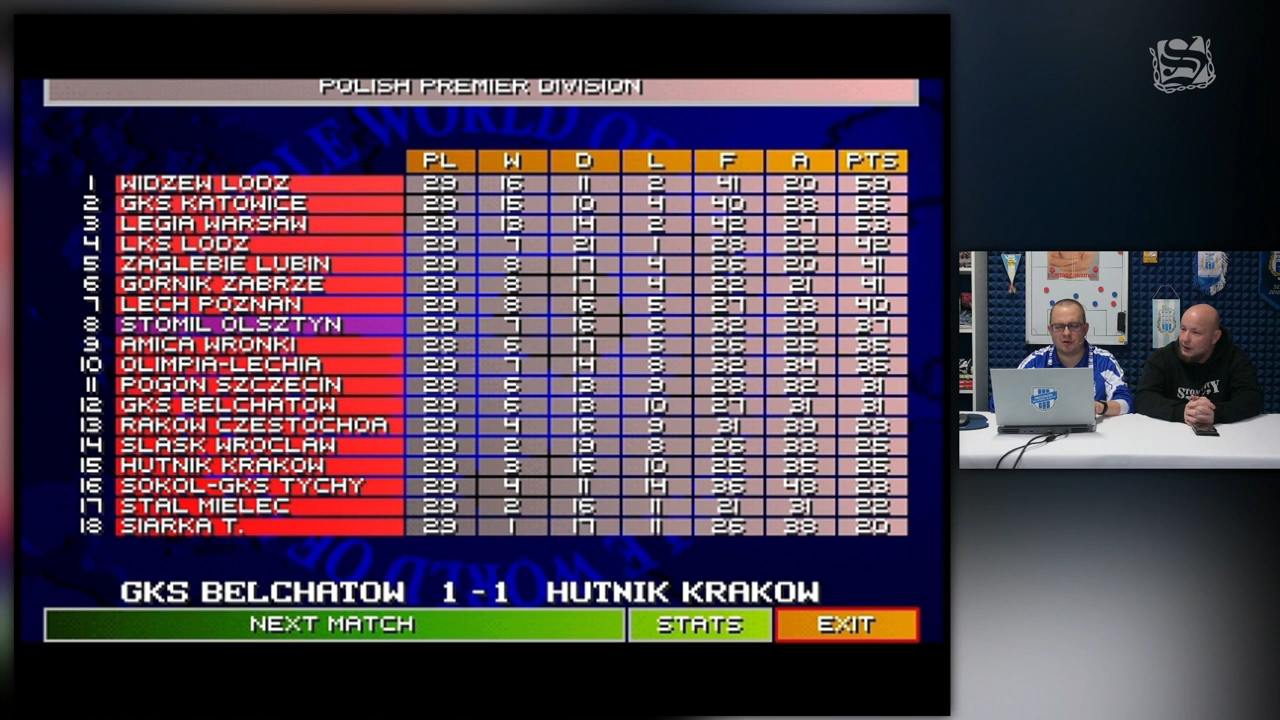 POLISH PREMIER DIVISION
PL W D L F A PTS
1 WIDZEW LODZ 29 16 11 2 41 20 59
2 GKS KATOWICE 29 15 10 4 40 28 55
3 LEGIA WARSAW 29 13 14 2 42 27 53
4 LKS LODZ 29 7 21 1 28 22 42
5 ZAGLEBIE LUBIN 29 8 17 4 26 20 41
6 GORNIK ZABRZE 29 8 17 4 22 21 41
7 LECH POZNAN 29 8 16 5 27 23 40
8 STOMIL OLSZTYN 29 7 16 6 32 29 37
9 AMICA WRONKI 28 6 17 5 26 25 35
10 OLIMPIA-LECHIA 29 7 14 8 33 34 35
11 POGON SZCZECIN 28 6 13 9 28 32 31
12 GKS BELCHATOW 29 6 13 10 27 31 31
13 RAKOW CZESTOCHOA 29 4 16 9 31 39 28
14 SLASK WROCLAW 29 2 19 8 26 38 25
15 HUTNIK KRAKOW 29 3 16 10 25 35 25
16 SOKOL-GKS TYCHY 29 4 11 14 36 48 23
17 STAL MIELEC 29 2 16 11 21 31 22
18 SIARKA T. 29 1 17 11 26 38 20
GKS BELCHATOW 1 - 1 HUTNIK KRAKOW
NEXT MATCH STATS EXIT